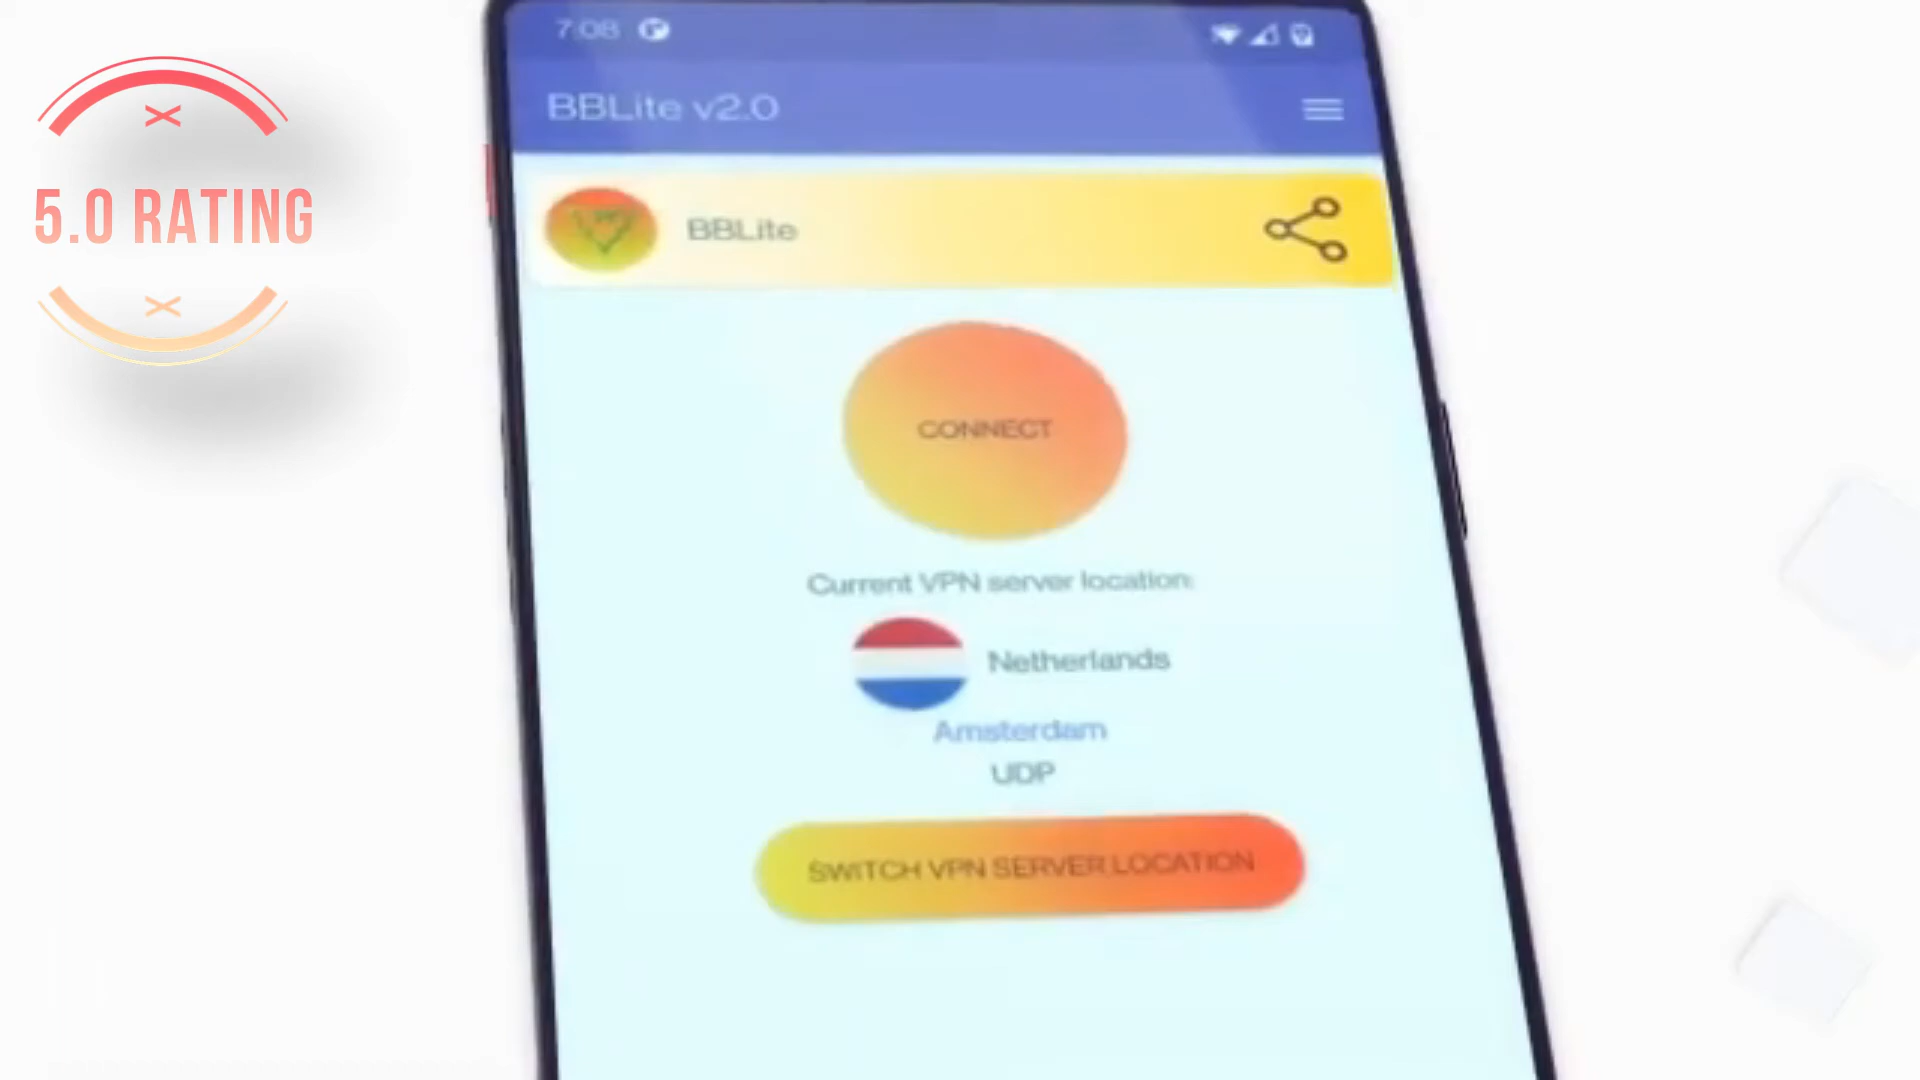 7:08
BBLite v2.0
5.0 RATING
BBLite
CONNECT
Current VPN server location:
Netherlands
Amsterdam
UDP
SWITCH VPN SERVER LOCATION